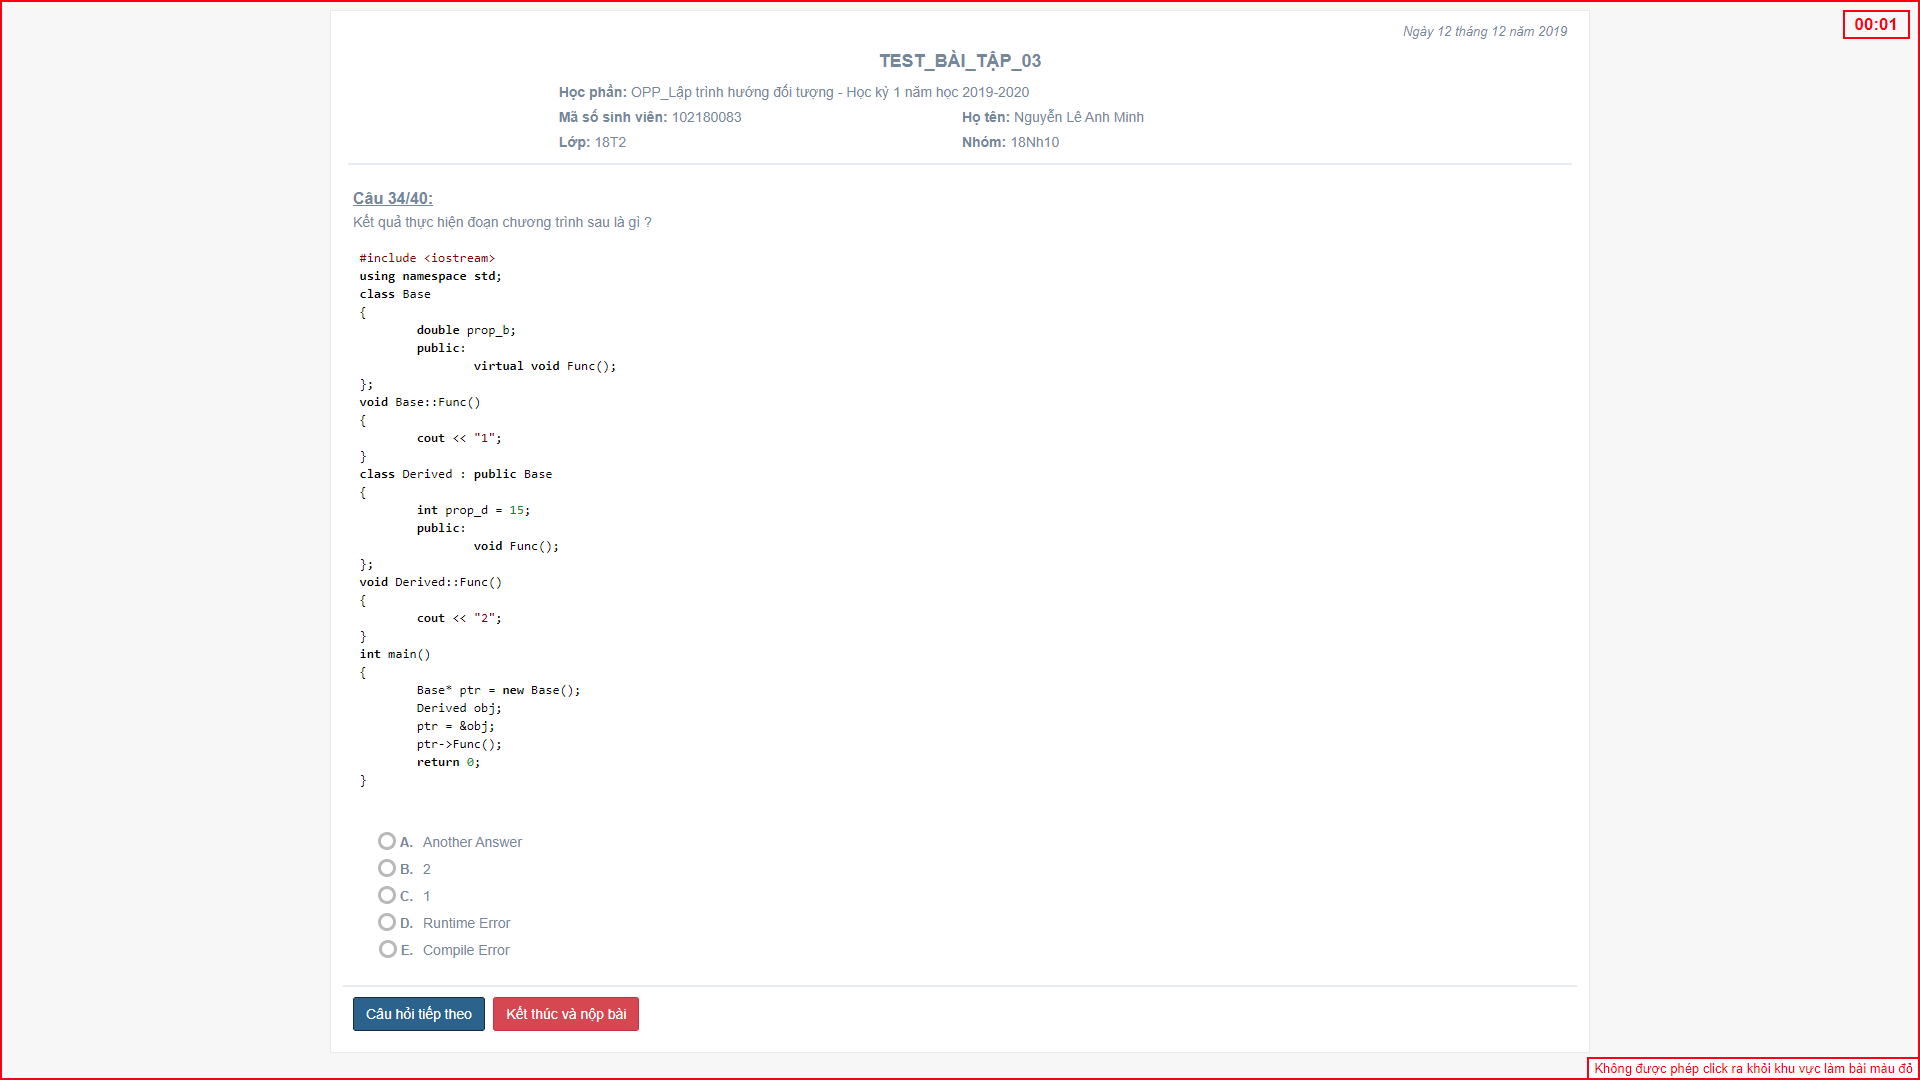 Ngày 12 tháng 12 năm 2019
00:01
TEST_BÀI_TẬP_03
Học phần: OPP_Lập trình hướng đối tượng - Học kỳ 1 năm học 2019-2020
Mã số sinh viên: 102180083 Họ tên: Nguyễn Lê Anh Minh
Lớp: 18T2 Nhóm: 18Nh10
Câu 34/40:
Kết quả thực hiện đoạn chương trình sau là gì ?
#include <iostream>
using namespace std;
class Base
{
double prop_b;
public:
virtual void Func();
};
void Base::Func()
{
cout << "1";
}
class Derived : public Base
{
int prop_d = 15;
public:
void Func();
};
void Derived::Func()
{
cout << "2";
}
int main()
{
Base* ptr = new Base();
Derived obj;
ptr = &obj;
ptr->Func();
return 0;
}
A. Another Answer
B. 2
C. 1
D. Runtime Error
E. Compile Error
Câu hỏi tiếp theo Kết thúc và nộp bài
Không được phép click ra khỏi khu vực làm bài màu đỏ